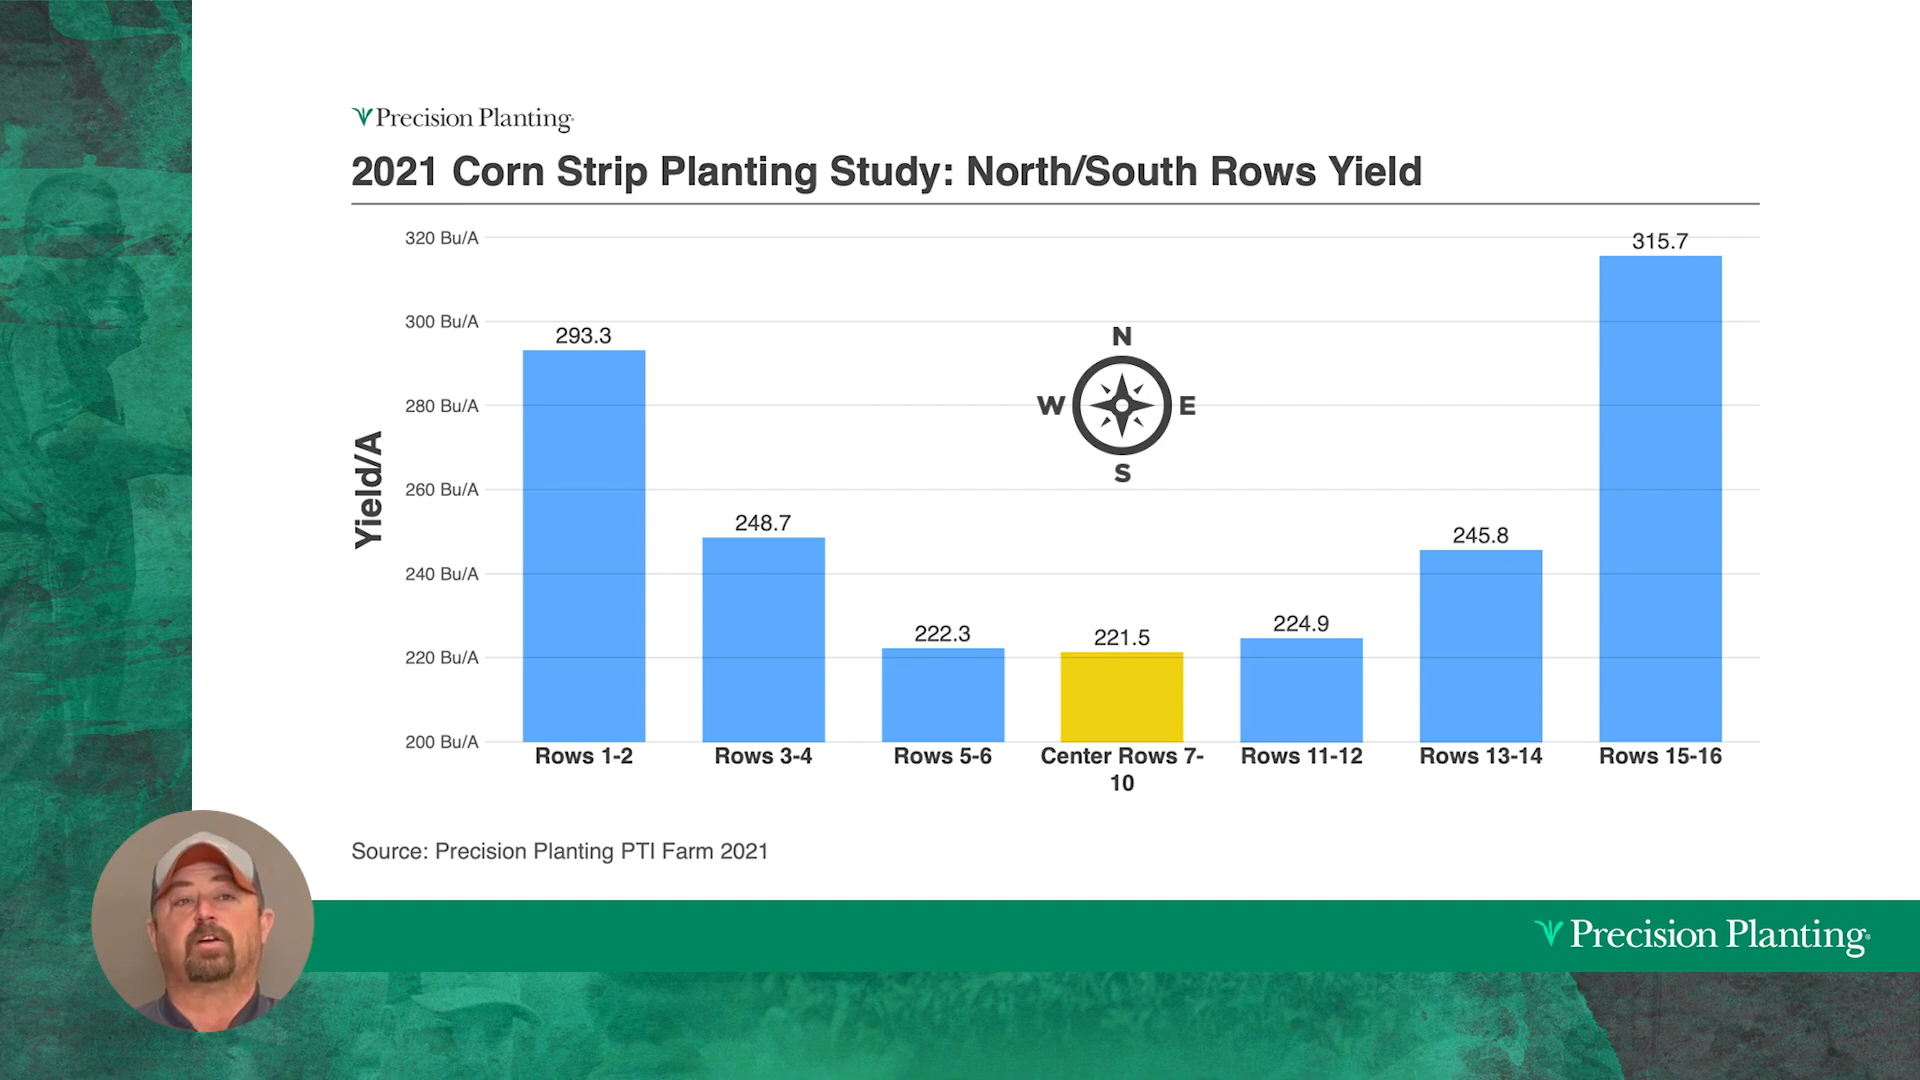 Precision Planting
2021 Corn Strip Planting Study: North/South Rows Yield
320 Bu/A
300 Bu/A
280 Bu/A
260 Bu/A
240 Bu/A
220 Bu/A
200 Bu/A
Yield/A
293.3
248.7
222.3
221.5
224.9
245.8
315.7
N
W
E
S
Rows 1-2
Rows 3-4
Rows 5-6
Center Rows 7-
10
Rows 11-12
Rows 13-14
Rows 15-16
Source: Precision Planting PTI Farm 2021
Precision Planting